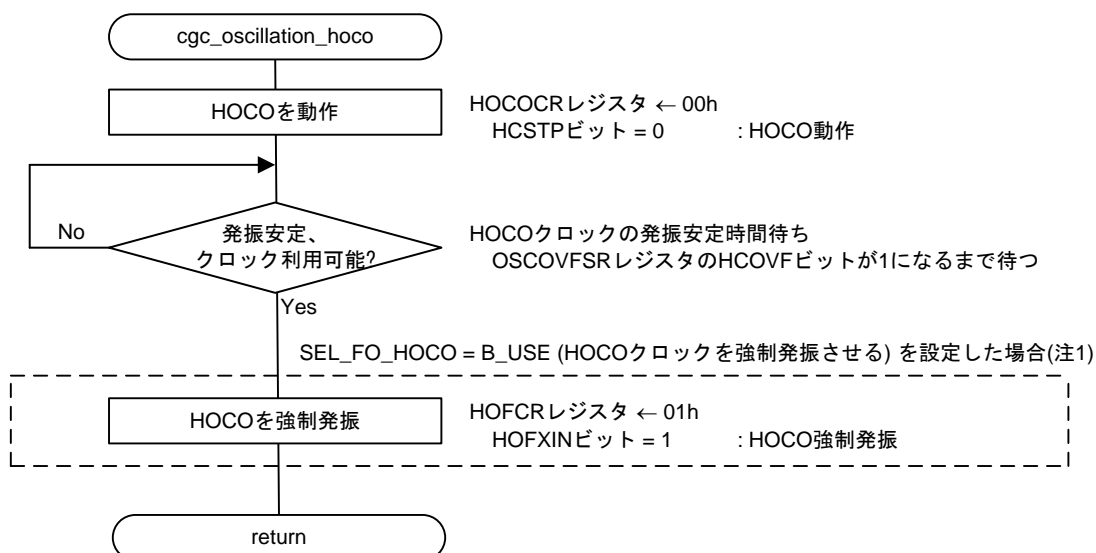 cgc_oscillation_hoco
HOCOを動作
HOCOCRレジスタ ← 00h
HCSTPビット = 0 : HOCO動作
No
発振安定、
クロック利用可能?
HOCOクロックの発振安定時間待ち
OSCOVFSRレジスタのHCOVFビットが1になるまで待つ
Yes
SEL_FO_HOCO = B_USE (HOCOクロックを強制発振させる) を設定した場合(注1)
HOCOを強制発振
HOFCRレジスタ ← 01h
HOFXINビット = 1 : HOCO強制発振
return